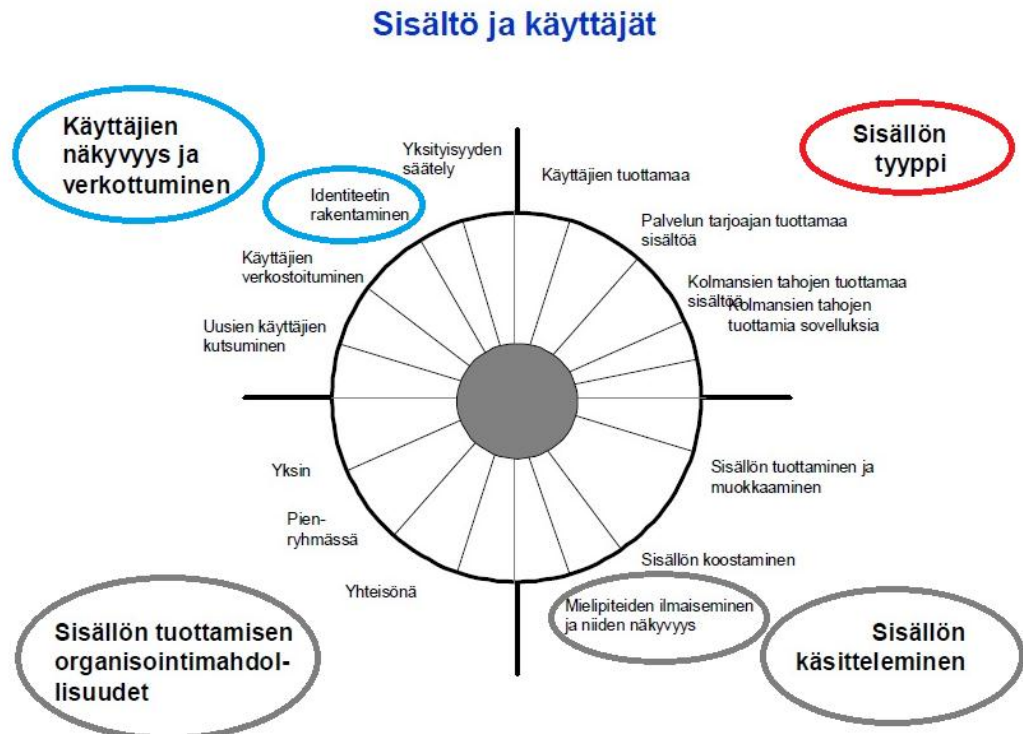 Sisältö ja käyttäjät
Käyttäjien
näkyvyys ja
verkottuminen
Yksityisyyden
säätely
Identiteetin
rakentaminen
Käyttäjien
verkostoituminen
Uusien käyttäjien
kutsuminen
Sisällön
tyyppi
Käyttäjien tuottamaa
Palvelun tarjoajan tuottamaa
sisältöä
Kolmansien tahojen tuottamaa
sisältöä
Kolmansien tahojen
tuottamia sovelluksia
Yksin
Pien-
ryhmässä
Yhteisönä
Sisällön tuottamisen
organisointimahdol-
lisuudet
Sisällön tuottaminen ja
muokkaaminen
Sisällön koostaminen
Mielipiteiden ilmaiseminen
ja niiden näkyvyys
Sisällön
käsitteleminen